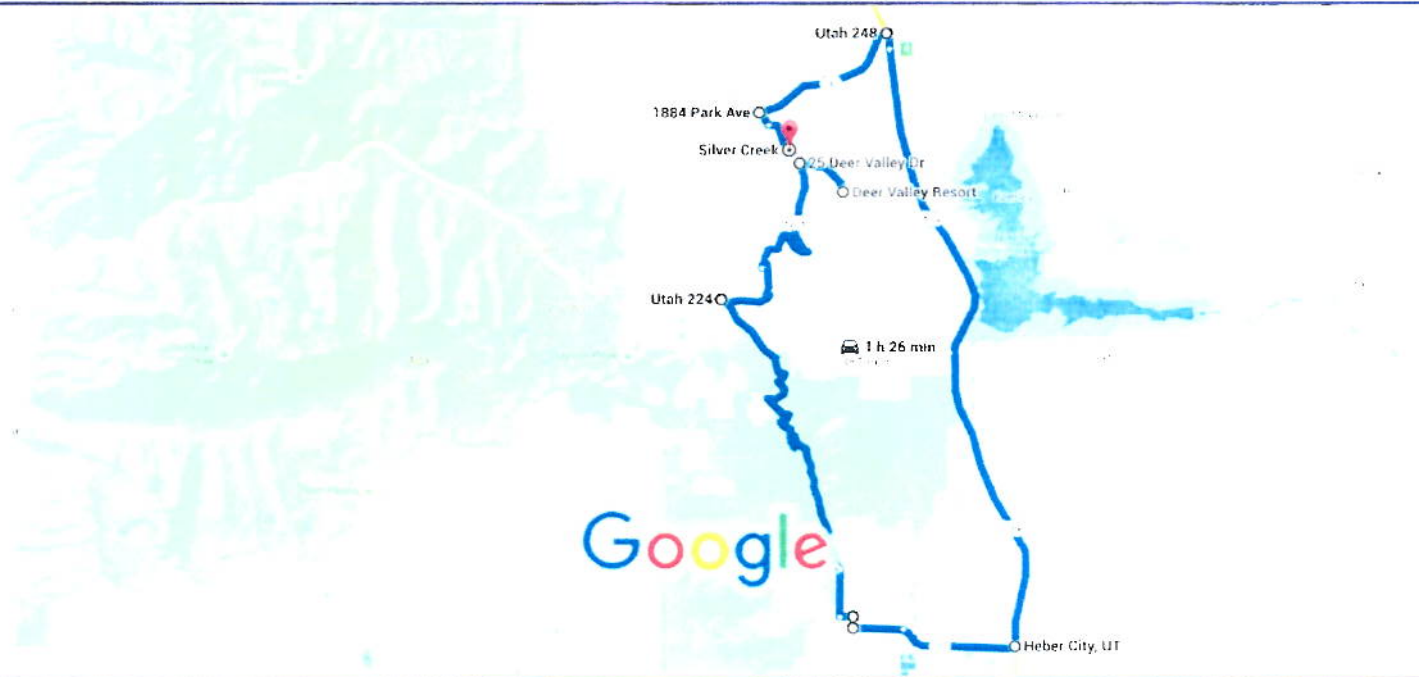 Utah 248
1884 Park Ave
Silver Creek
25 Deer Valley Dr
Deer Valley Resort
Utah 224
1 h 26 min
Google
Heber City, UT